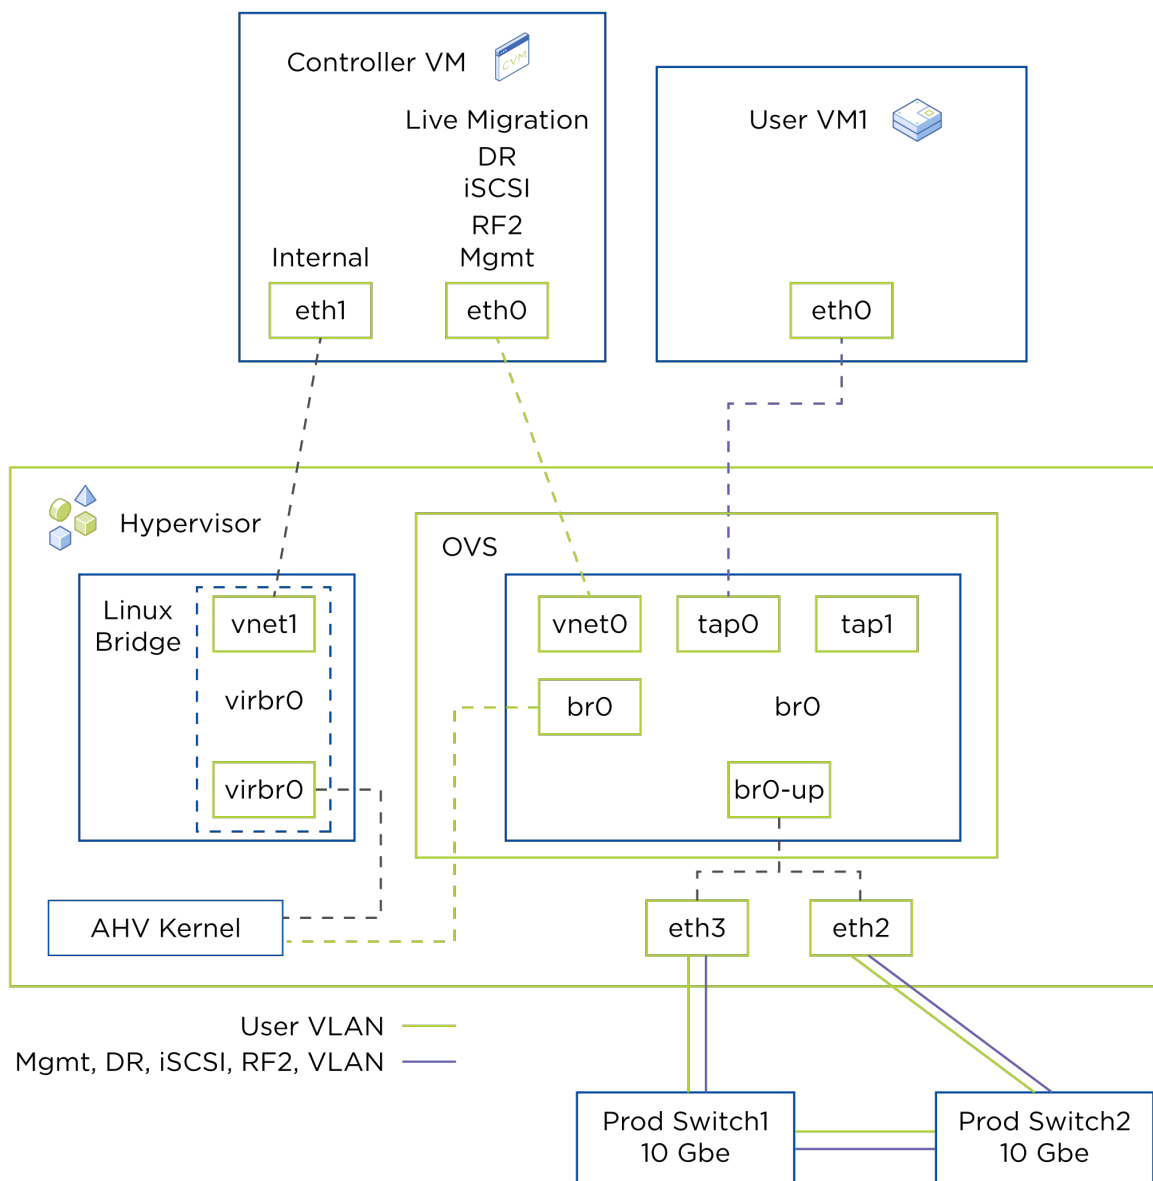 Controller VM
CVM
Live Migration
DR
iSCSI
RF2
Internal
Mgmt
eth1
eth0
User VM1
eth0
Hypervisor
OVS
Linux
Bridge
vnet1
virbr0
virbr0
vnet0
tap0
tap1
br0
br0
br0-up
AHV Kernel
eth3
eth2
User VLAN
Mgmt, DR, iSCSI, RF2, VLAN
Prod Switch1
10 Gbe
Prod Switch2
10 Gbe